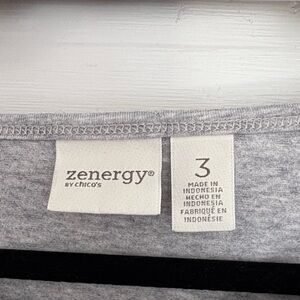 zenergy®
BY chico's
3
MADE IN
INDONESIA
HECHO EN
INDONESIA
FABRIQUÉ EN
INDONÉSIE